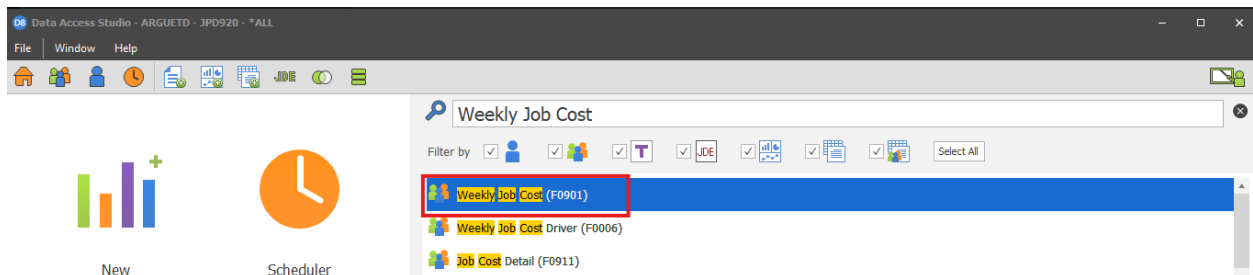 D8 Data Access Studio - ARGUETD - JPD920 - *ALL
File Window Help
JDE
Weekly Job Cost
Filter by T JDE Select All
Weekly Job Cost (F0901)
Weekly Job Cost Driver (F0006)
Job Cost Detail (F0911)
New Scheduler